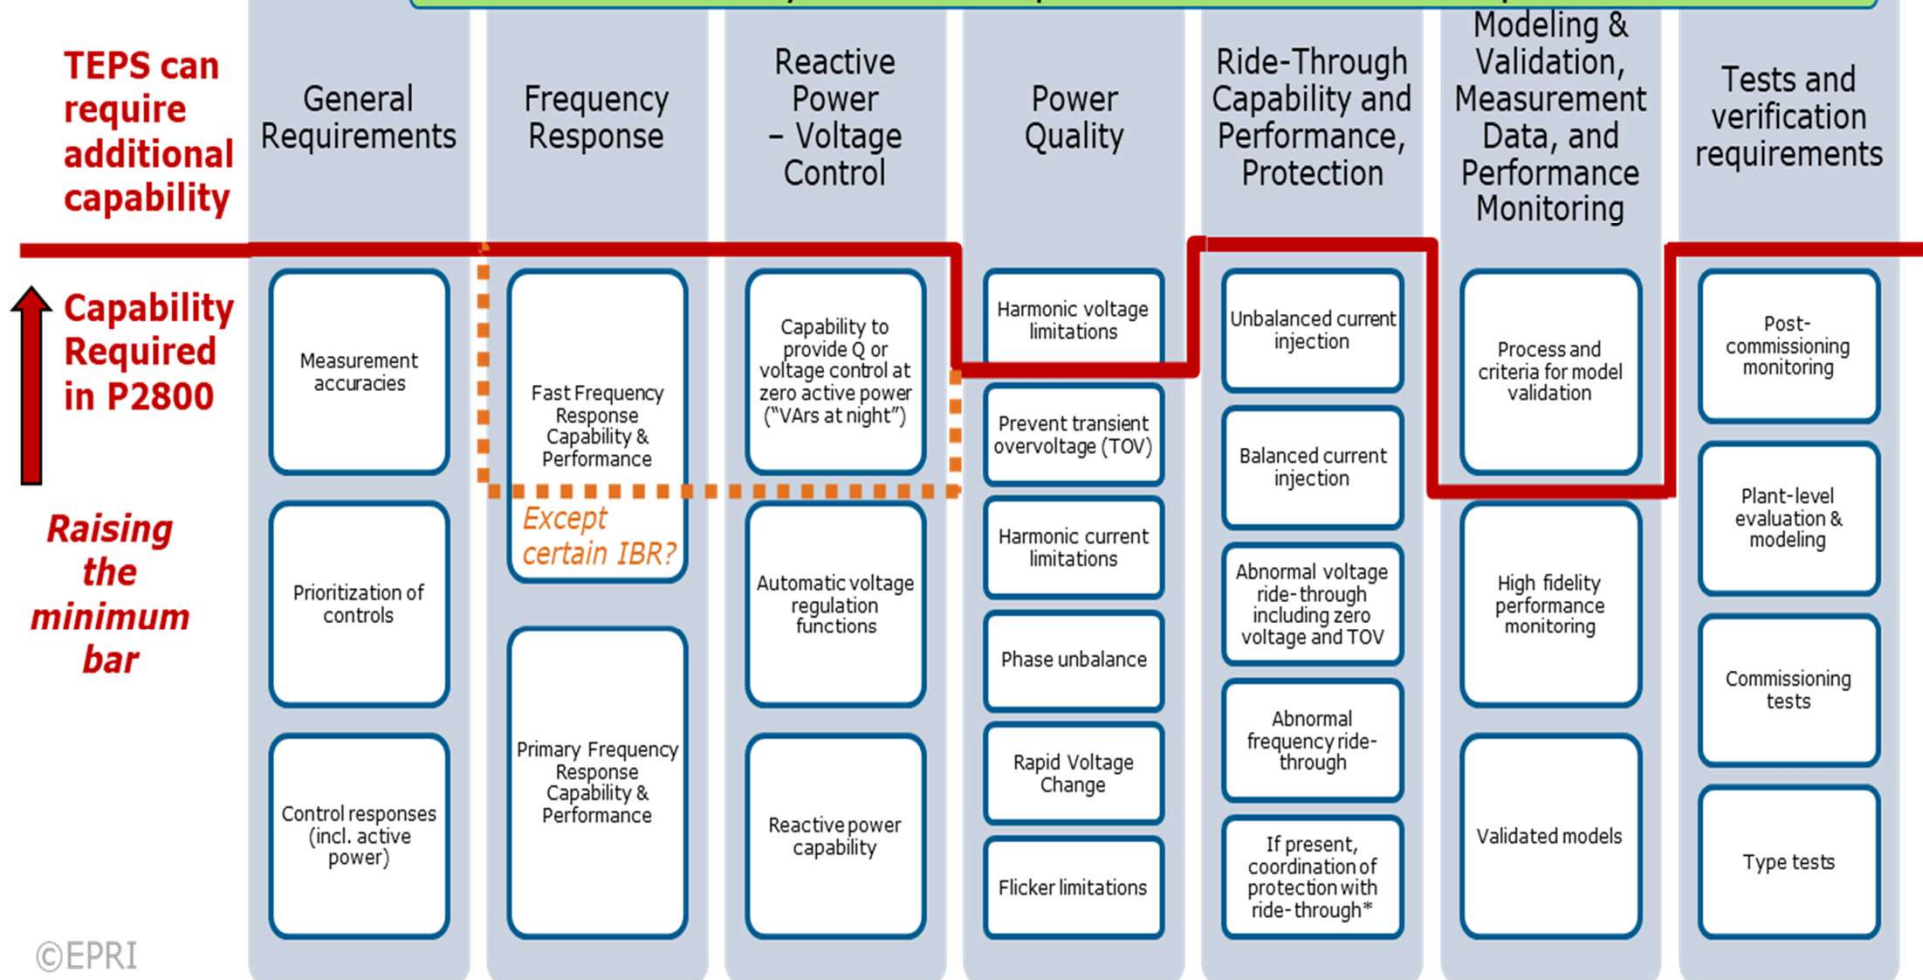 TEPS can
require
additional
capability
Capability
Required
in P2800
Raising
the
minimum
bar
General
Requirements
Measurement
accuracies
Prioritization of
controls
Control responses
(incl. active
power)
Frequency
Response
Fast Frequency
Response
Capability &
Performance
Except
certain IBR?
Primary Frequency
Response
Capability &
Performance
Reactive
Power
– Voltage
Control
Capability to
provide Q or
voltage control at
zero active power
(“VArs at night”)
Automatic voltage
regulation
functions
Reactive power
capability
Power
Quality
Harmonic voltage
limitations
Prevent transient
overvoltage (TOV)
Harmonic current
limitations
Phase unbalance
Rapid Voltage
Change
Flicker limitations
Ride-Through
Capability and
Performance,
Protection
Unbalanced current
injection
Balanced current
injection
Abnormal voltage
ride-through
including zero
voltage and TOV
Abnormal
frequency ride-
through
If present,
coordination of
protection with
ride-through*
Modeling &
Validation,
Measurement
Data, and
Performance
Monitoring
Process and
criteria for model
validation
High fidelity
performance
monitoring
Validated models
Tests and
verification
requirements
Post-
commissioning
monitoring
Plant-level
evaluation &
modeling
Commissioning
tests
Type tests
©EPRI